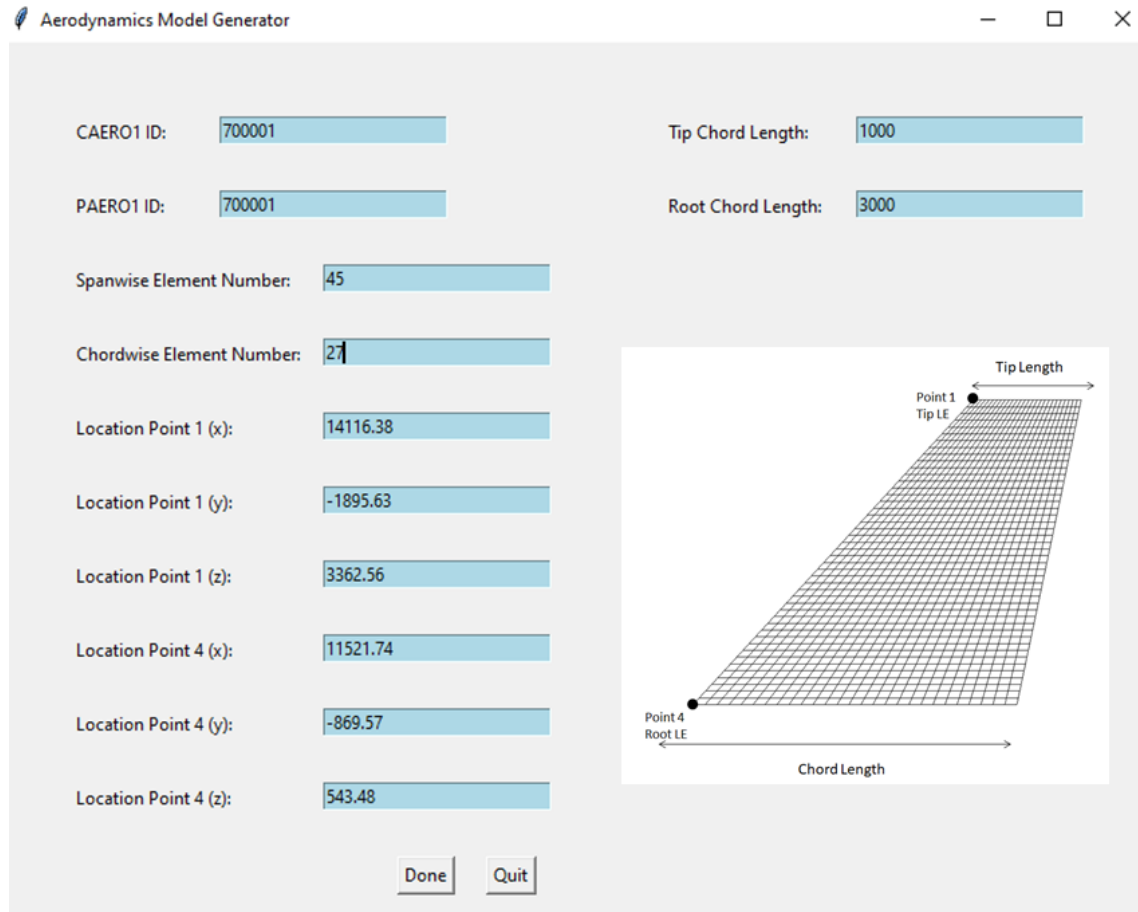 Aerodynamics Model Generator
CAERO1 ID: 700001
PAERO1 ID: 700001
Spanwise Element Number: 45
Chordwise Element Number: 27
Location Point 1 (x): 14116.38
Location Point 1 (y): -1895.63
Location Point 1 (z): 3362.56
Location Point 4 (x): 11521.74
Location Point 4 (y): -869.57
Location Point 4 (z): 543.48
Done Quit
Tip Chord Length: 1000
Root Chord Length: 3000
Tip Length
Point 1
Tip LE
Point 4
Root LE
Chord Length